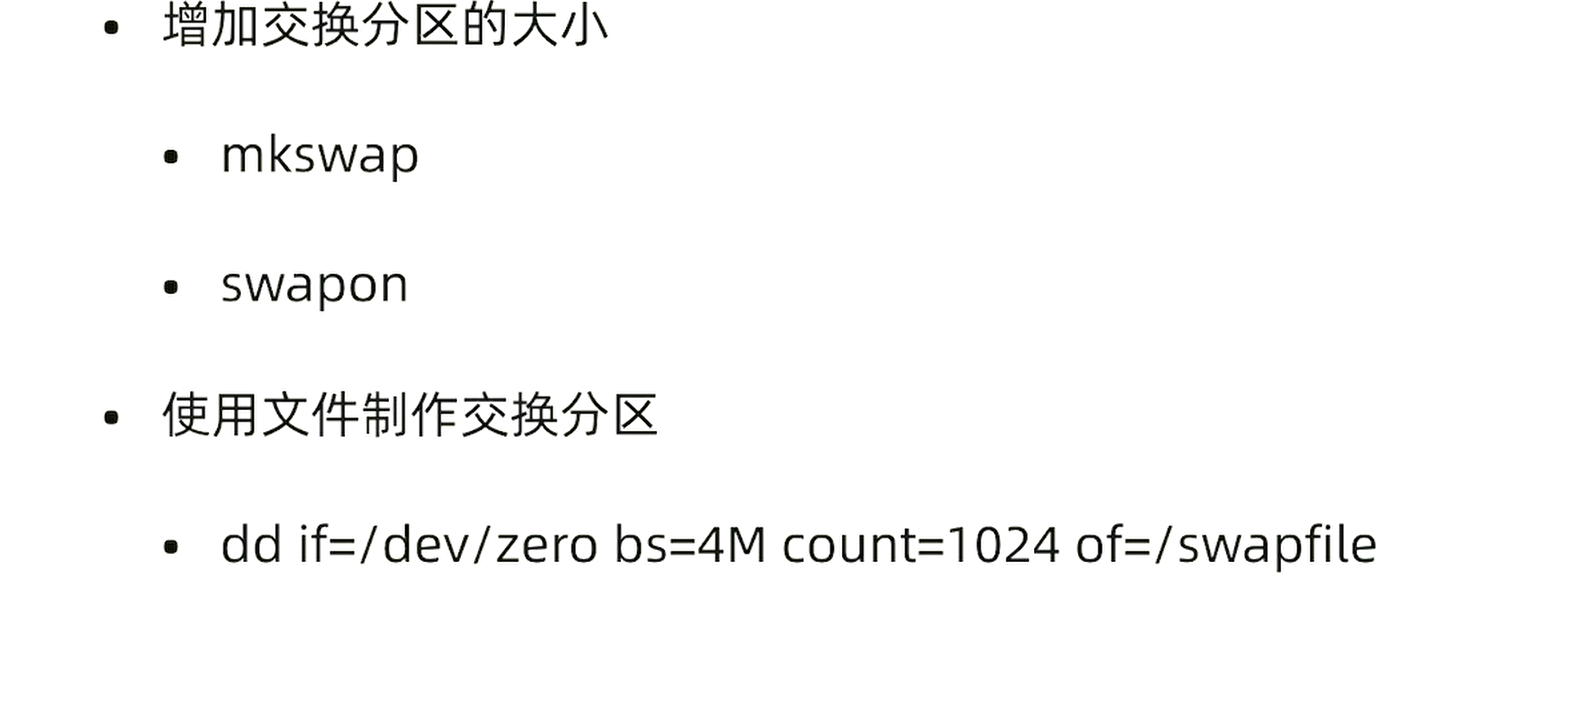 • 增加交换分区的大小
• mkswap
• swapon
• 使用文件制作交换分区
• dd if=/dev/zero bs=4M count=1024 of=/swapfile